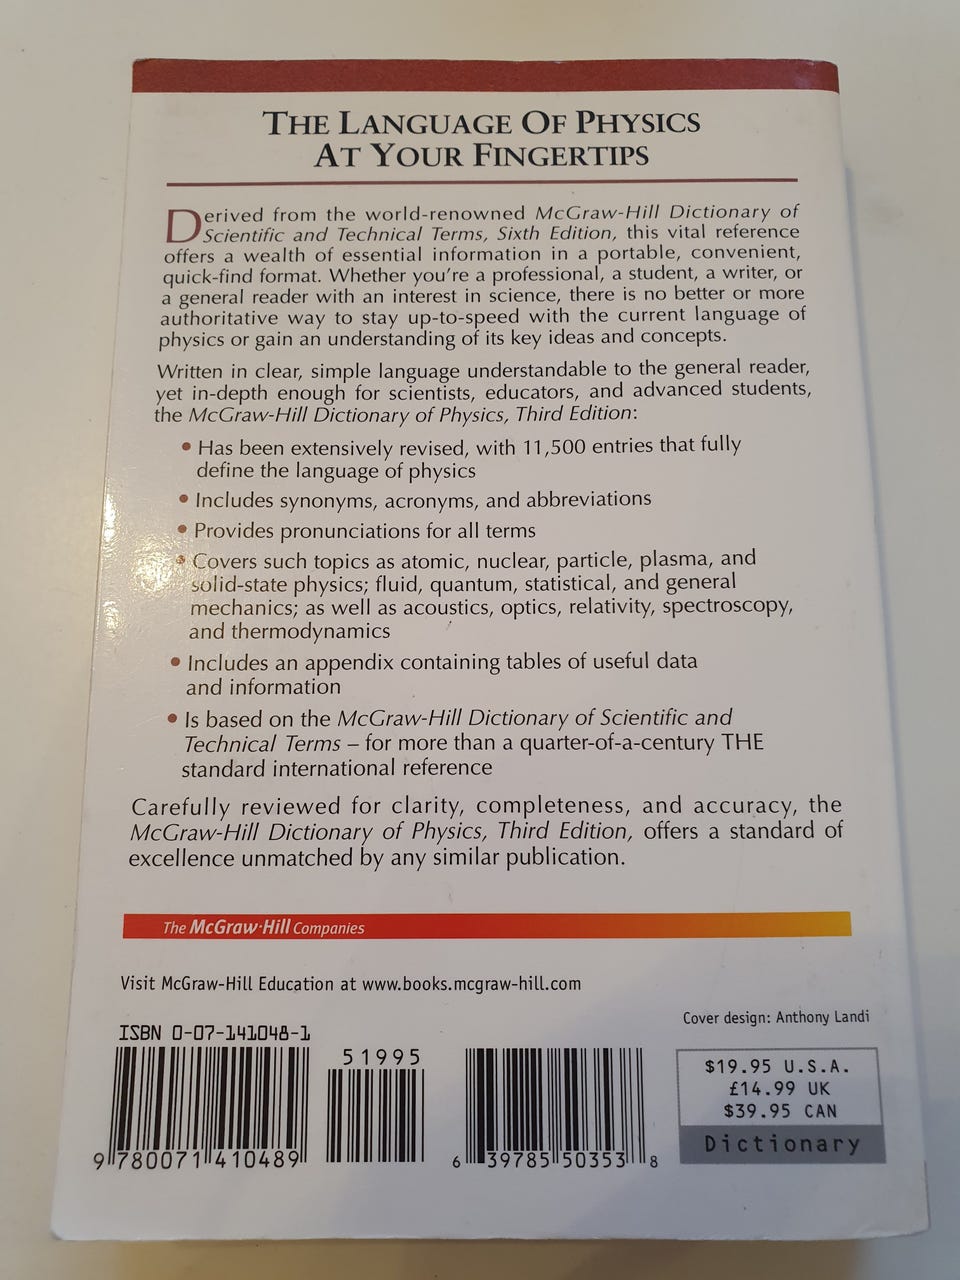 THE LANGUAGE OF PHYSICS
AT YOUR FINGERTIPS
Derived from the world-renowned McGraw-Hill Dictionary of
Scientific and Technical Terms, Sixth Edition, this vital reference
offers a wealth of essential information in a portable, convenient,
quick-find format. Whether you're a professional, a student, a writer, or
a general reader with an interest in science, there is no better or more
authoritative way to stay up-to-speed with the current language of
physics or gain an understanding of its key ideas and concepts.
Written in clear, simple language understandable to the general reader,
yet in-depth enough for scientists, educators, and advanced students,
the McGraw-Hill Dictionary of Physics, Third Edition:
• Has been extensively revised, with 11,500 entries that fully
define the language of physics
• Includes synonyms, acronyms, and abbreviations
• Provides pronunciations for all terms
• Covers such topics as atomic, nuclear, particle, plasma, and
solid-state physics; fluid, quantum, statistical, and general
mechanics; as well as acoustics, optics, relativity, spectroscopy,
and thermodynamics
• Includes an appendix containing tables of useful data
and information
• Is based on the McGraw-Hill Dictionary of Scientific and
Technical Terms – for more than a quarter-of-a-century THE
standard international reference
Carefully reviewed for clarity, completeness, and accuracy, the
McGraw-Hill Dictionary of Physics, Third Edition, offers a standard of
excellence unmatched by any similar publication.
The McGraw·Hill Companies
Visit McGraw-Hill Education at www.books.mcgraw-hill.com
Cover design: Anthony Landi
ISBN 0-07-141048-1
51995
9 780071 410489
6 39785 50353 8
$19.95 U.S.A.
£14.99 UK
$39.95 CAN
Dictionary